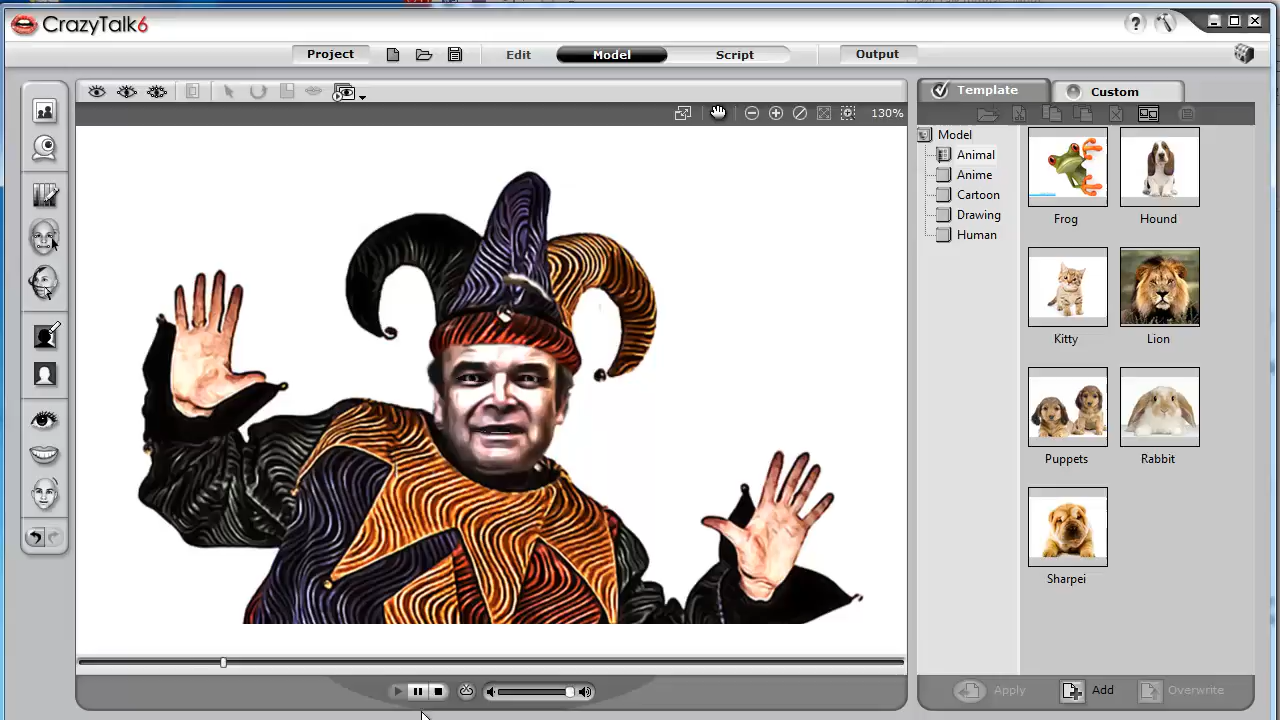 CrazyTalk6
?
Project
Edit
Model
Script
Output
130%
Template
Custom
Model
Animal
Anime
Cartoon
Drawing
Human
Frog
Hound
Kitty
Lion
Puppets
Rabbit
Sharpei
Apply
Add
Overwrite